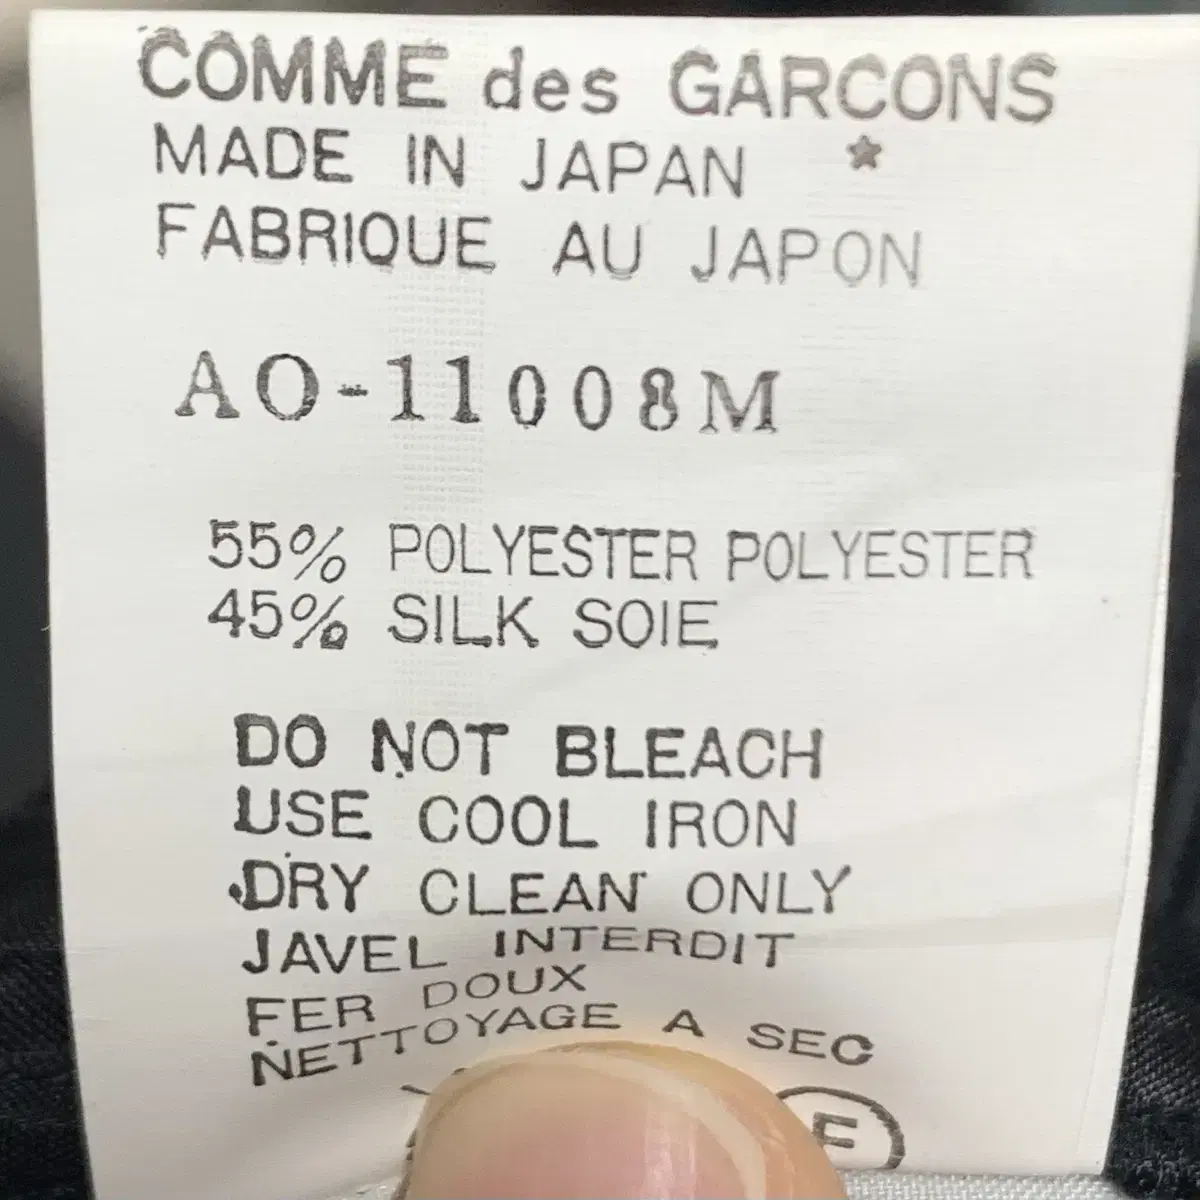 COMME des GARCONS
MADE IN JAPAN ★
FABRIQUE AU JAPON
AO-11008M
55% POLYESTER POLYESTER
45% SILK SOIE
DO NOT BLEACH
USE COOL IRON
DRY CLEAN ONLY
JAVEL INTERDIT
FER DOUX
NETTOYAGE A SEC
F